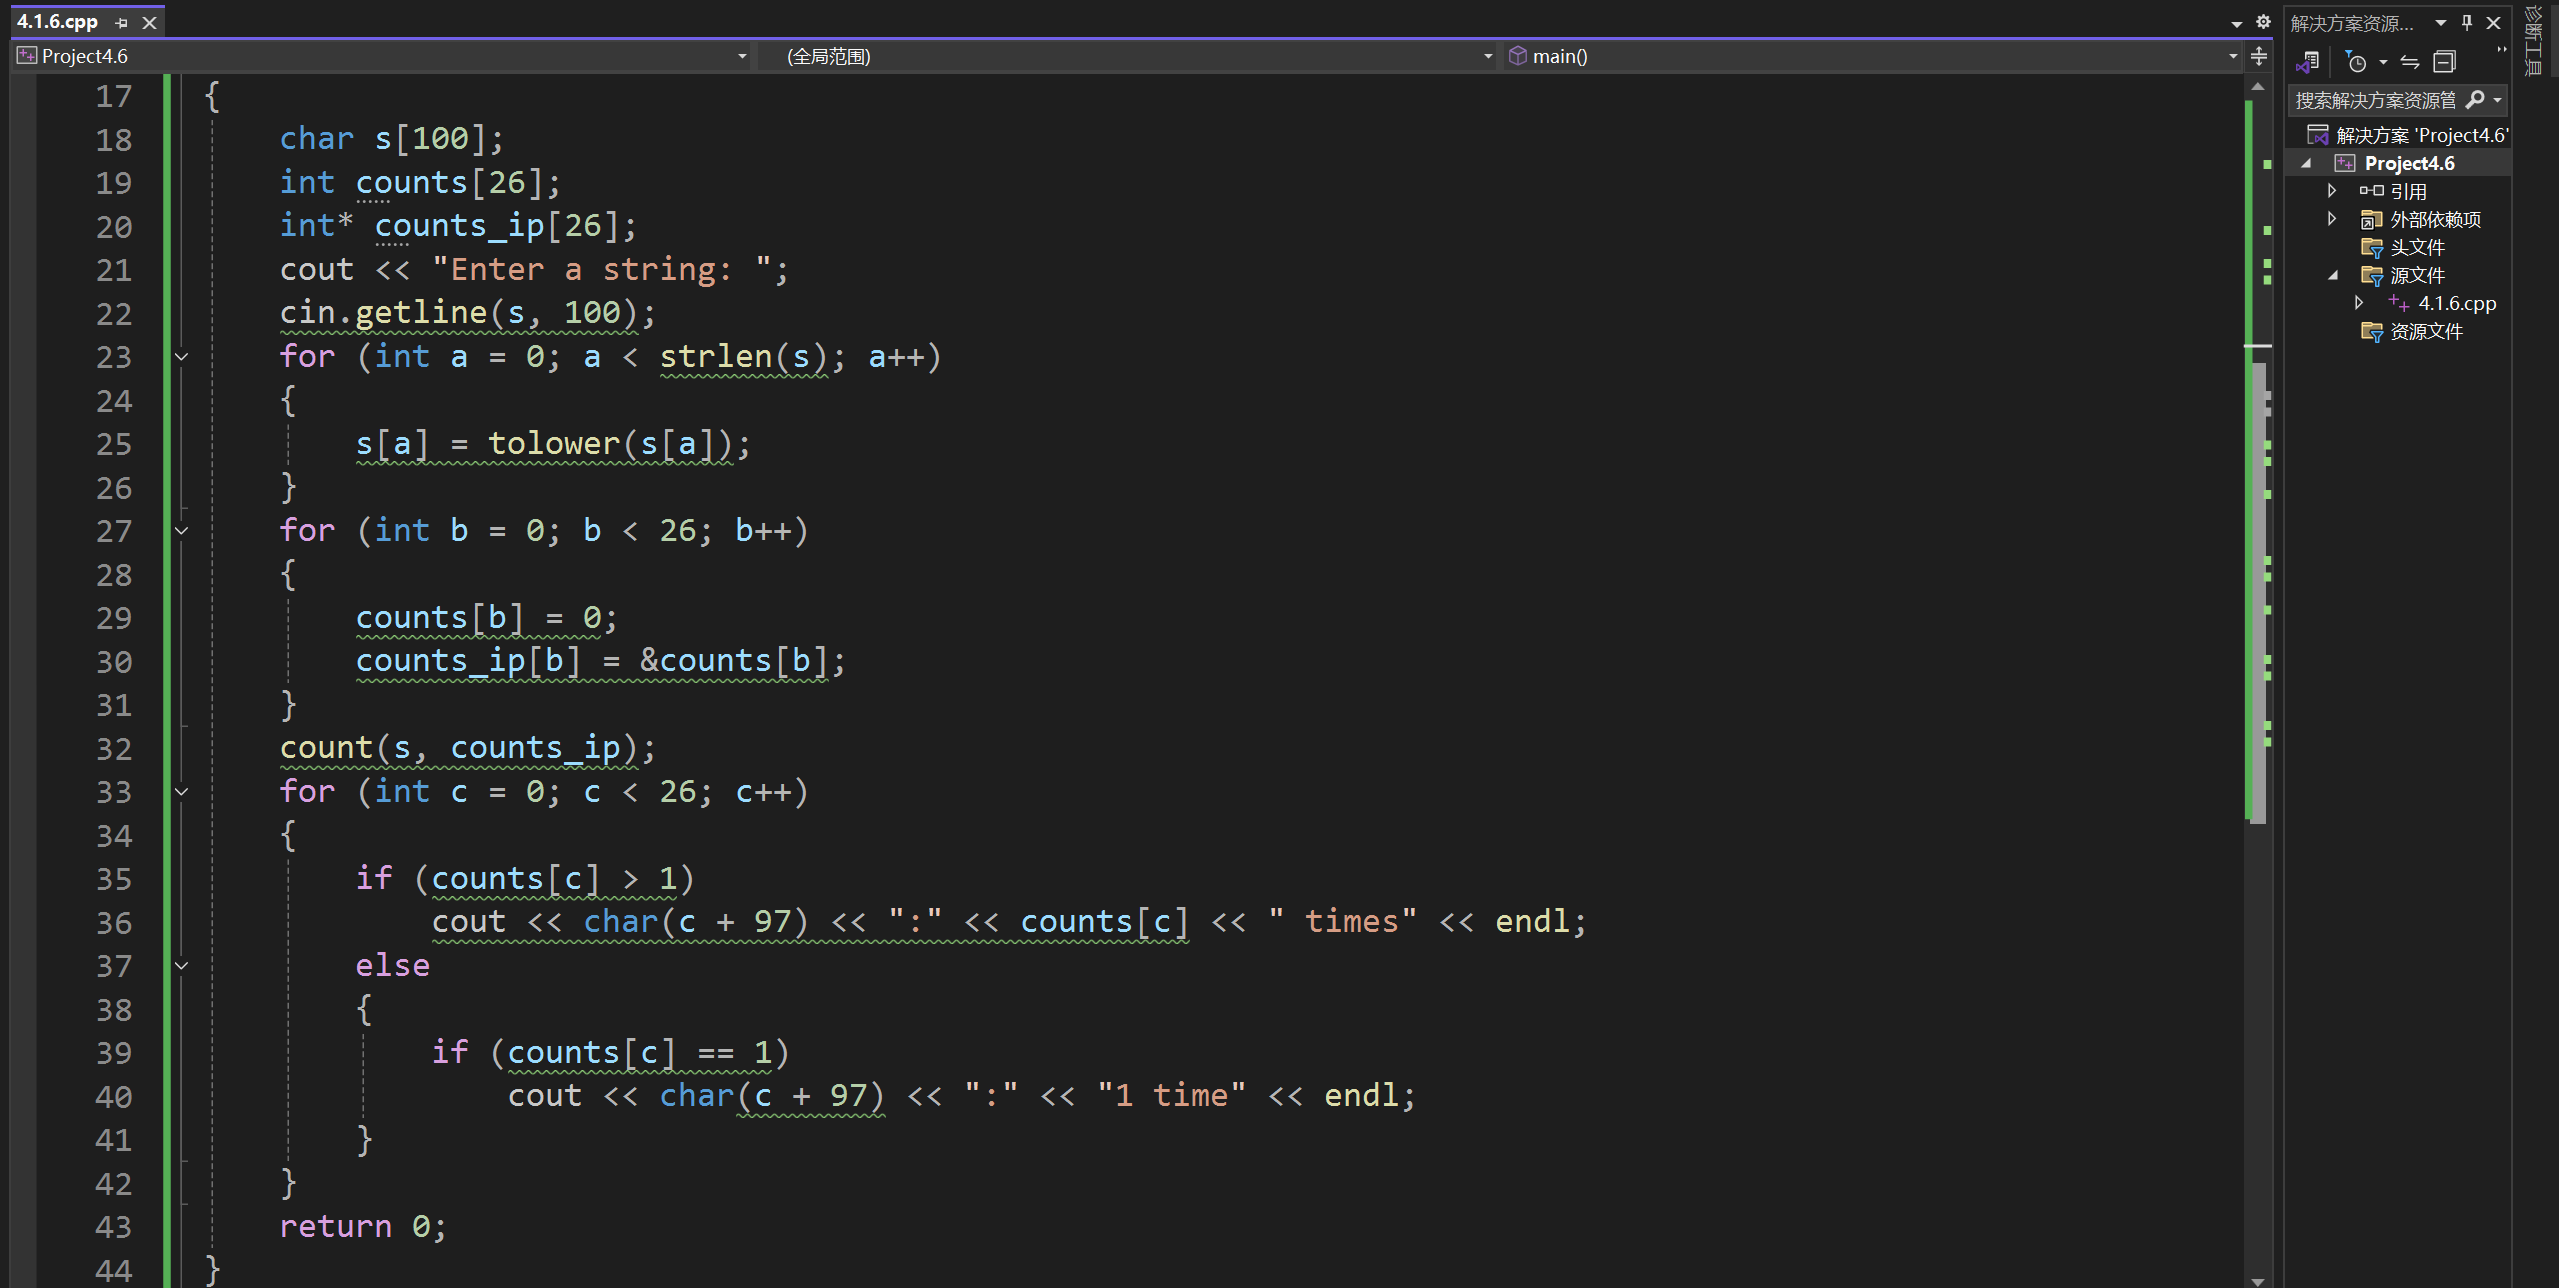 4.1.6.cpp
Project4.6
(全局范围)
main()
17 {
18 char s[100];
19 int counts[26];
20 int* counts_ip[26];
21 cout << "Enter a string: ";
22 cin.getline(s, 100);
23 for (int a = 0; a < strlen(s); a++)
24 {
25 s[a] = tolower(s[a]);
26 }
27 for (int b = 0; b < 26; b++)
28 {
29 counts[b] = 0;
30 counts_ip[b] = &counts[b];
31 }
32 count(s, counts_ip);
33 for (int c = 0; c < 26; c++)
34 {
35 if (counts[c] > 1)
36 cout << char(c + 97) << ":" << counts[c] << " times" << endl;
37 else
38 {
39 if (counts[c] == 1)
40 cout << char(c + 97) << ":" << "1 time" << endl;
41 }
42 }
43 return 0;
44 }
解决方案资源...
搜索解决方案资源管
解决方案 'Project4.6'
Project4.6
引用
外部依赖项
头文件
源文件
4.1.6.cpp
资源文件
诊断工具